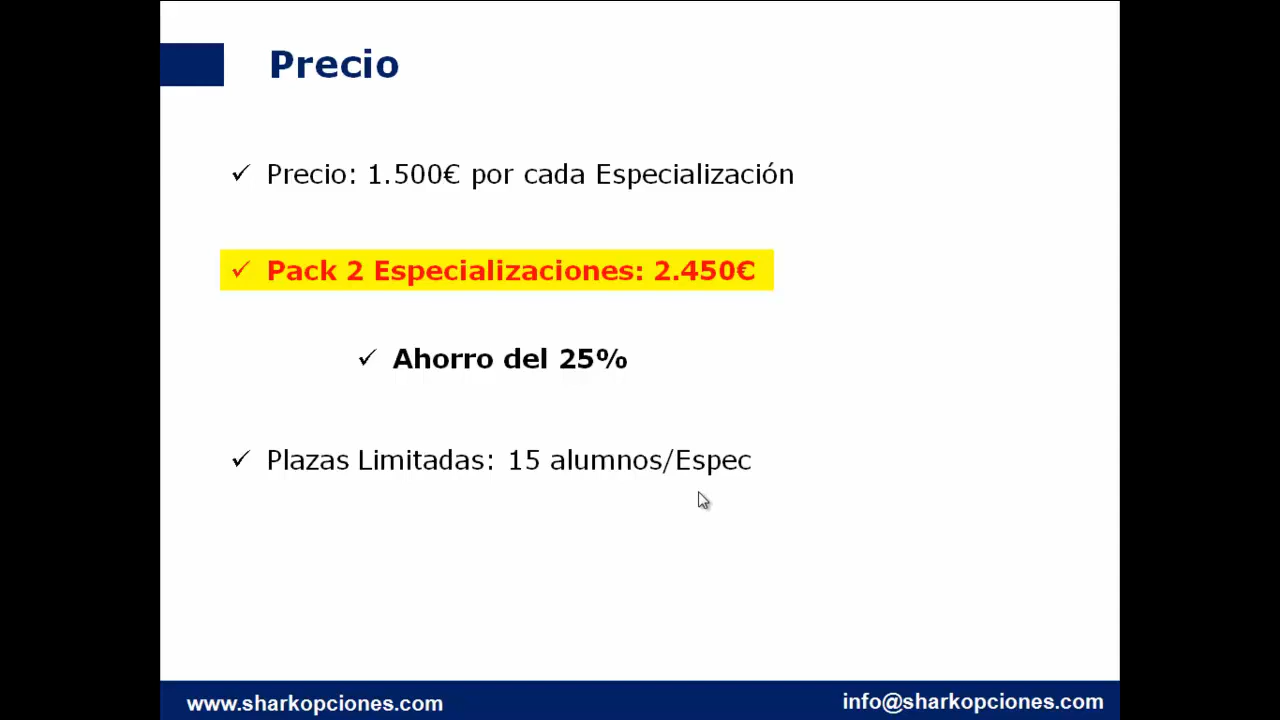 Precio
✓ Precio: 1.500€ por cada Especialización
✓ Pack 2 Especializaciones: 2.450€
✓ Ahorro del 25%
✓ Plazas Limitadas: 15 alumnos/Espec
www.sharkopciones.com
info@sharkopciones.com